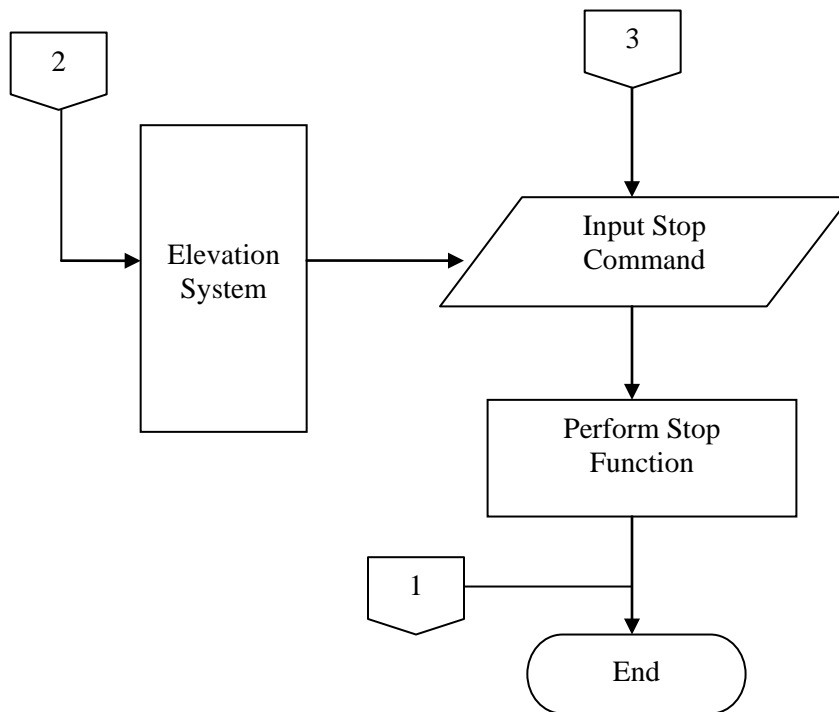 3
2
Input Stop
Command
Elevation
System
Perform Stop
Function
1
End